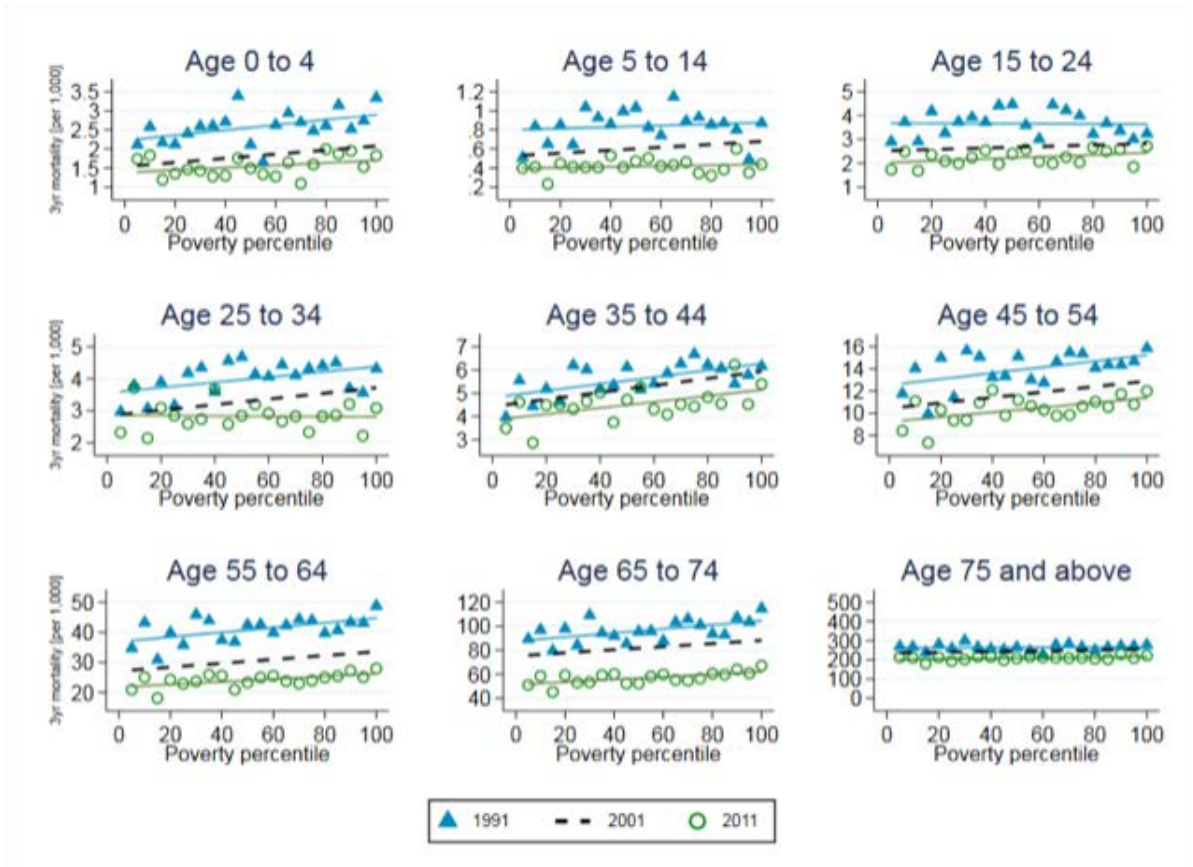 Age 0 to 4
3yr mortality [per 1,000]
3.5
3
2.5
2
1.5
1
0 20 40 60 80 100
Poverty percentile
Age 5 to 14
1.2
1
.8
.6
.4
.2
0 20 40 60 80 100
Poverty percentile
Age 15 to 24
5
4
3
2
1
0 20 40 60 80 100
Poverty percentile
Age 25 to 34
3yr mortality [per 1,000]
5
4
3
2
0 20 40 60 80 100
Poverty percentile
Age 35 to 44
7
6
5
4
3
0 20 40 60 80 100
Poverty percentile
Age 45 to 54
16
14
12
10
8
0 20 40 60 80 100
Poverty percentile
Age 55 to 64
3yr mortality [per 1,000]
50
40
30
20
0 20 40 60 80 100
Poverty percentile
Age 65 to 74
120
100
80
60
40
0 20 40 60 80 100
Poverty percentile
Age 75 and above
500
400
300
200
100
0
0 20 40 60 80 100
Poverty percentile
1991 2001 2011